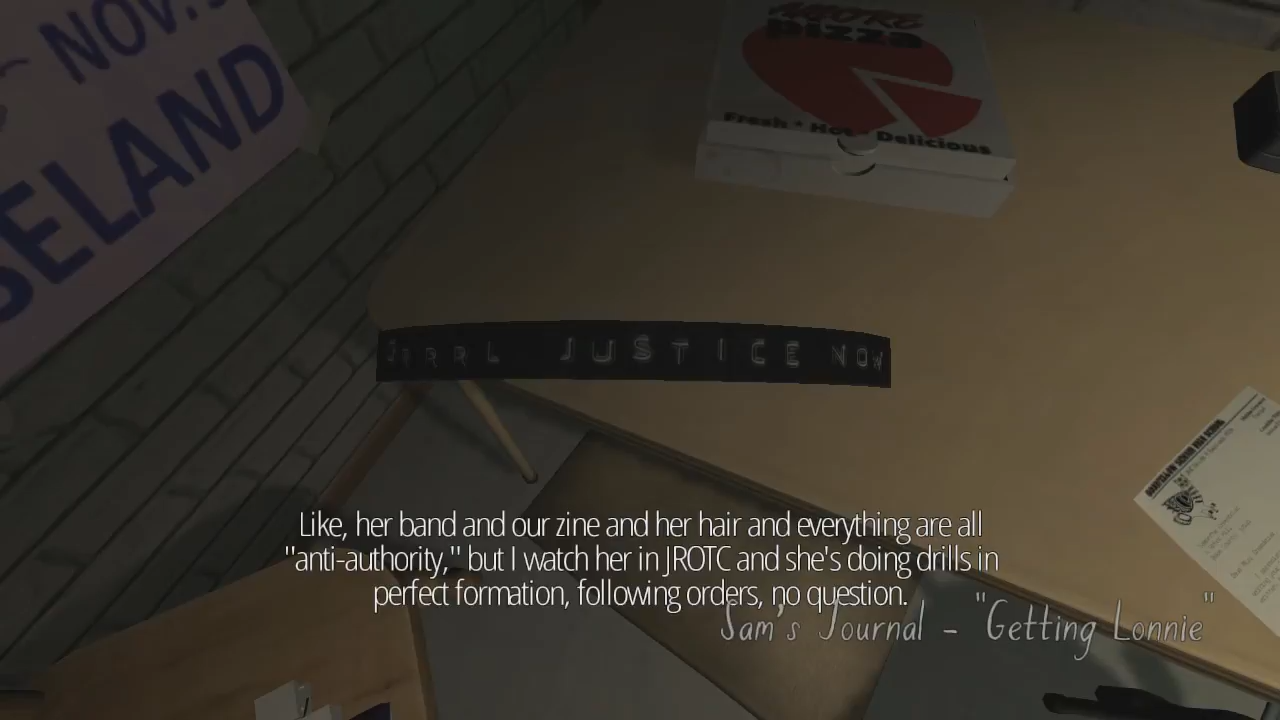 NOV.
SELAND
pizza
Fresh * Hot * Delicious
GRRRL JUSTICE NOW
Like, her band and our zine and her hair and everything are all
"anti-authority," but I watch her in JROTC and she's doing drills in
perfect formation, following orders, no question.
Sam's Journal - "Getting Lonnie"